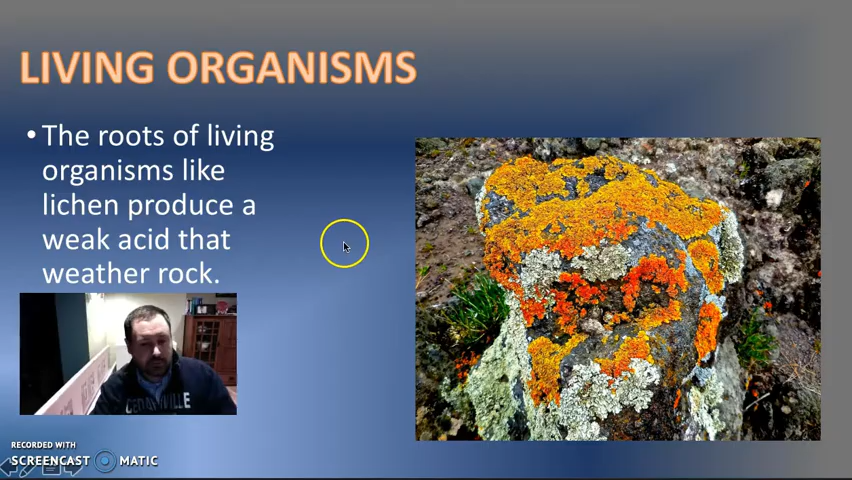 LIVING ORGANISMS
• The roots of living
organisms like
lichen produce a
weak acid that
weather rock.
CEDARVILLE
RECORDED WITH
SCREENCAST MATIC